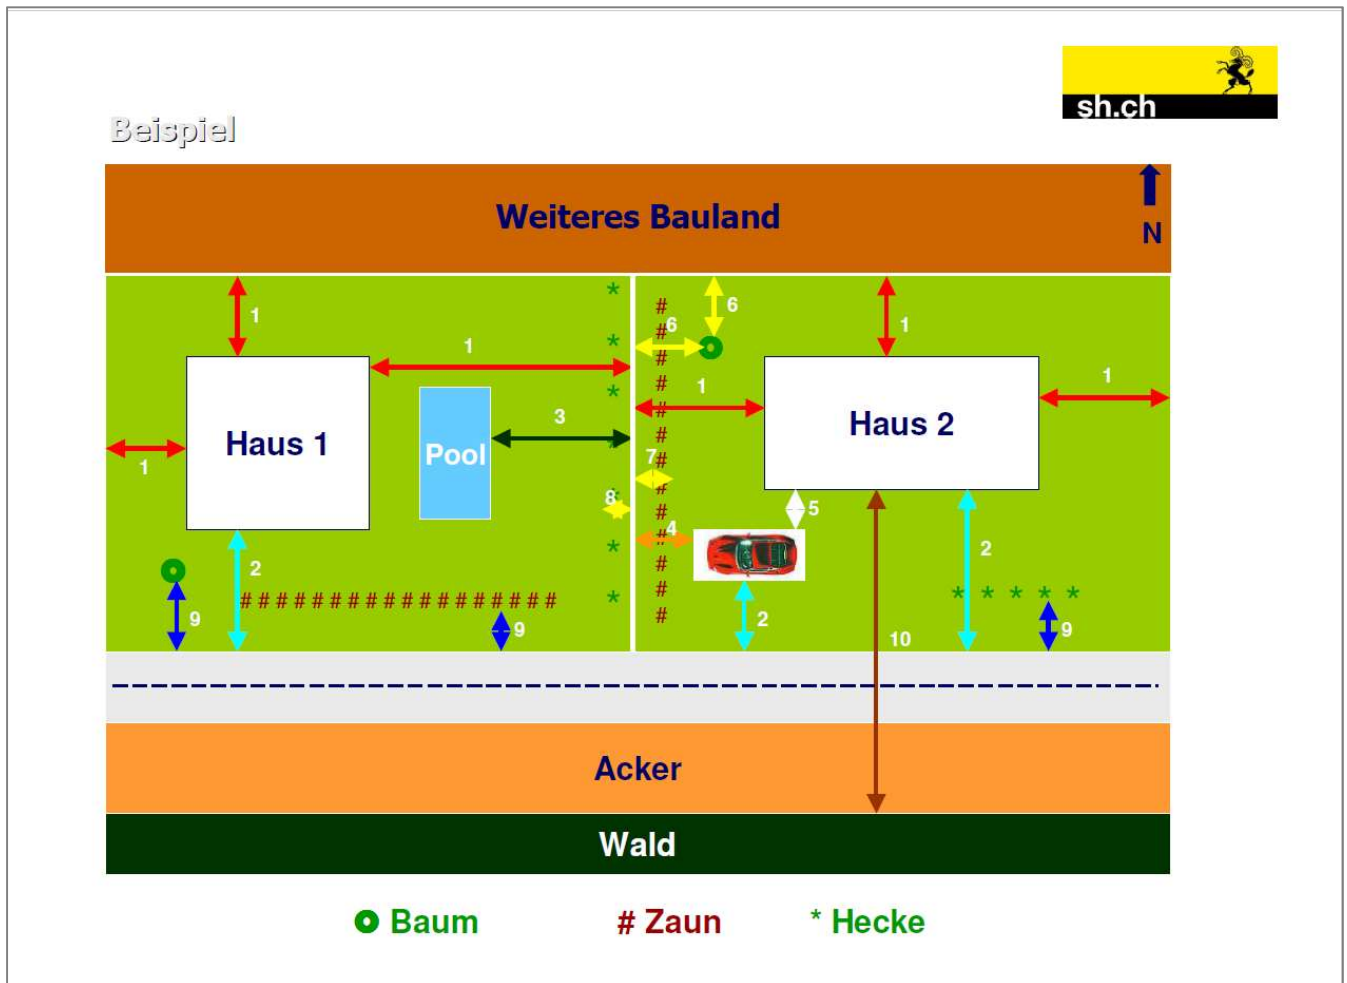 sh.ch
Beispiel
Weiteres Bauland
N
6
1
6
1
1
1
1
3
Haus 1
Pool
Haus 2
1
7
8
5
4
2
2
# # # # # # # # # # # # # # # # # # # #
* * * * *
9
9
2
9
10
Acker
Wald
Baum
# Zaun
* Hecke